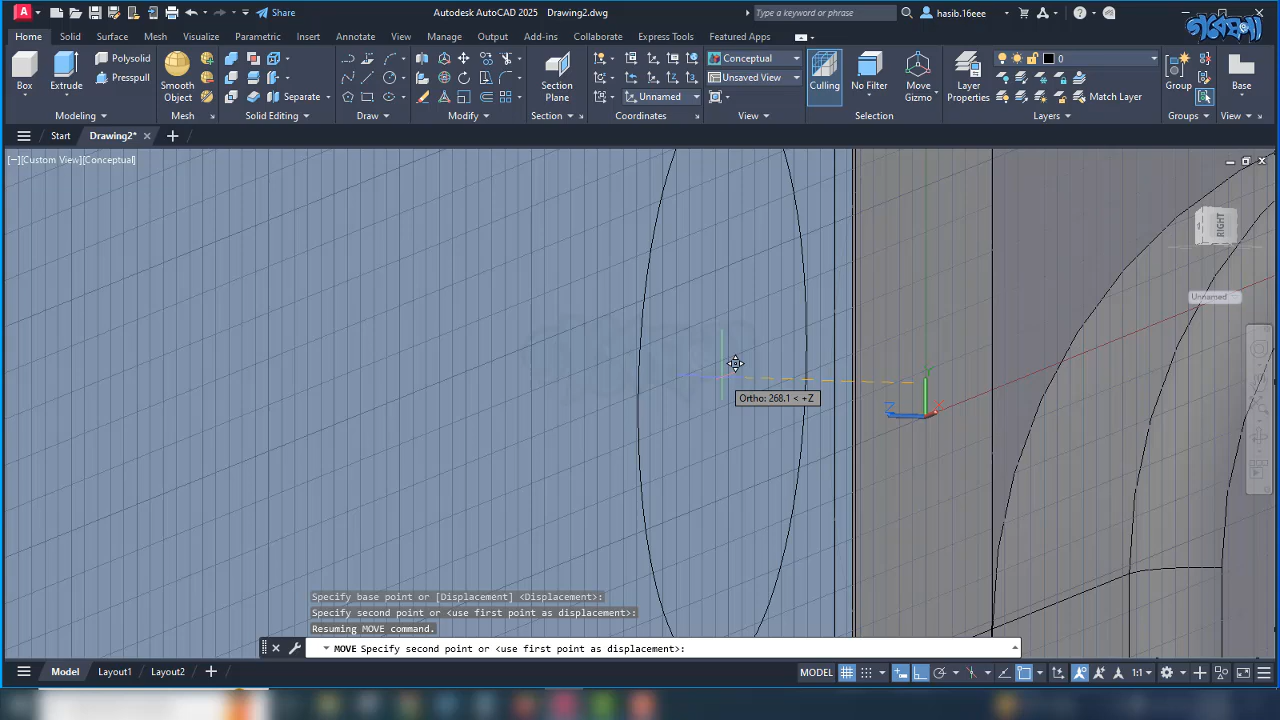 A Share Autodesk AutoCAD 2025 Drawing2.dwg Type a keyword or phrase hasib.16eee
Home Solid Surface Mesh Visualize Parametric Insert Annotate View Manage Output Add-ins Collaborate Express Tools Featured Apps
গবেষণা
Polysolid Conceptual 0
Presspull Unsaved View
Box Extrude Smooth Object Section Plane Culling No Filter Move Gizmo Layer Properties Group Base
Separate Unnamed Match Layer
Modeling Mesh Solid Editing Draw Modify Section Coordinates View Selection Layers Groups View
Start Drawing2*
[−][Custom View][Conceptual]
RIGHT
Unnamed
Ortho: 268.1 < +Z
Y
Z X
Specify base point or [Displacement] <Displacement>:
Specify second point or <use first point as displacement>:
Resuming MOVE command.
MOVE Specify second point or <use first point as displacement>:
Model Layout1 Layout2 MODEL 1:1